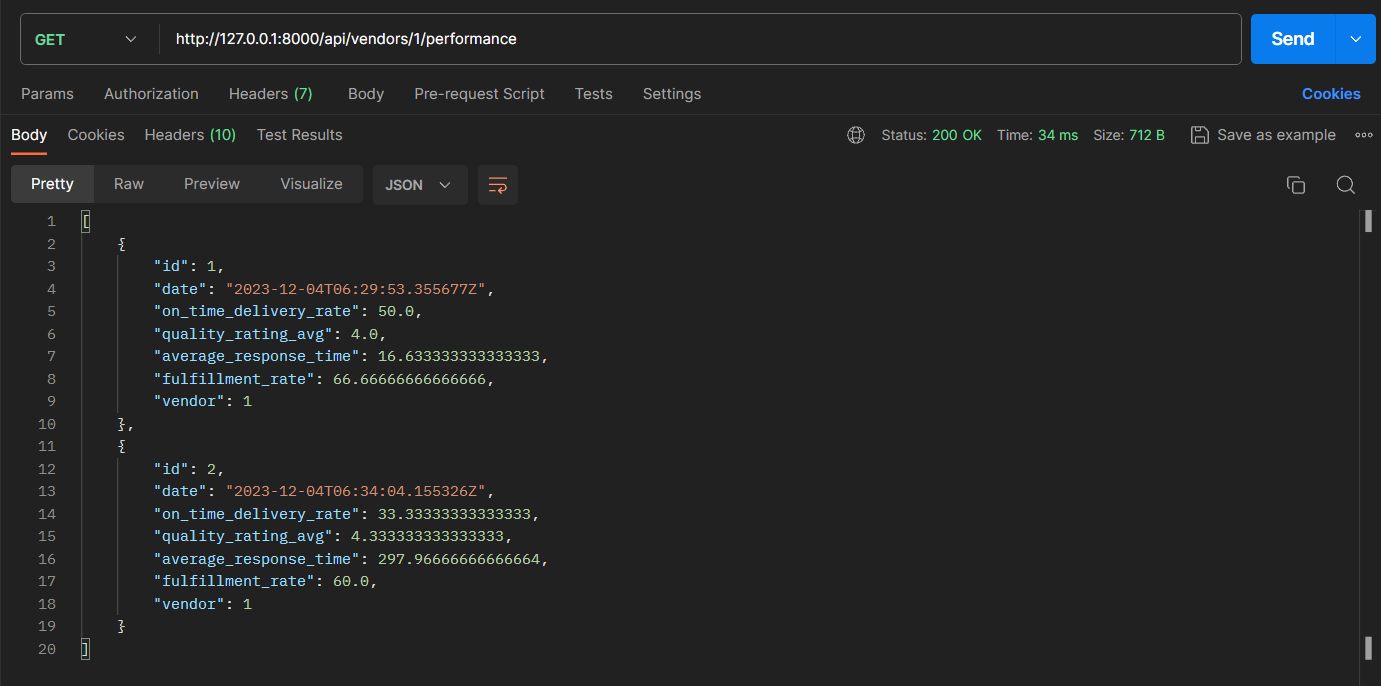 GET http://127.0.0.1:8000/api/vendors/1/performance Send
Params Authorization Headers (7) Body Pre-request Script Tests Settings Cookies
Body Cookies Headers (10) Test Results Status: 200 OK Time: 34 ms Size: 712 B Save as example
Pretty Raw Preview Visualize JSON
1 [
2 {
3 "id": 1,
4 "date": "2023-12-04T06:29:53.355677Z",
5 "on_time_delivery_rate": 50.0,
6 "quality_rating_avg": 4.0,
7 "average_response_time": 16.633333333333333,
8 "fulfillment_rate": 66.66666666666666,
9 "vendor": 1
10 },
11 {
12 "id": 2,
13 "date": "2023-12-04T06:34:04.155326Z",
14 "on_time_delivery_rate": 33.33333333333333,
15 "quality_rating_avg": 4.333333333333333,
16 "average_response_time": 297.96666666666664,
17 "fulfillment_rate": 60.0,
18 "vendor": 1
19 }
20 ]